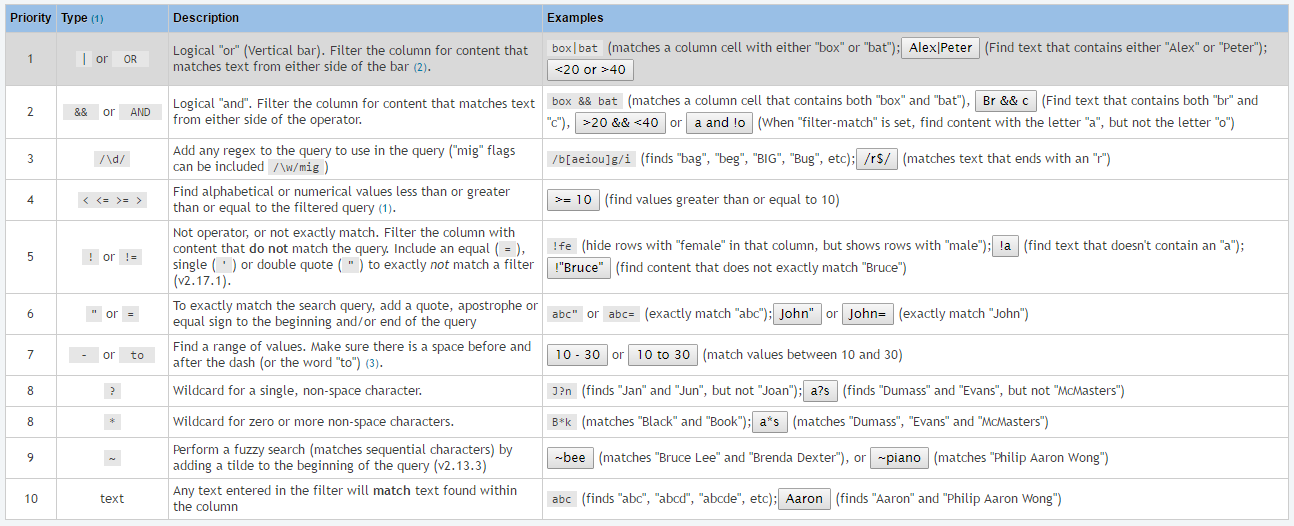 Priority Type (1) Description Examples
1 | or OR Logical "or" (Vertical bar). Filter the column for content that matches text from either side of the bar (2). box|bat (matches a column cell with either "box" or "bat"); Alex|Peter (Find text that contains either "Alex" or "Peter"); <20 or >40
2 && or AND Logical "and". Filter the column for content that matches text from either side of the operator. box && bat (matches a column cell that contains both "box" and "bat"), Br && c (Find text that contains both "br" and "c"), >20 && <40 or a and !o (When "filter-match" is set, find content with the letter "a", but not the letter "o")
3 /\d/ Add any regex to the query to use in the query ("mig" flags can be included /\w/mig ) /b[aeiou]g/i (finds "bag", "beg", "BIG", "Bug", etc); /r$/ (matches text that ends with an "r")
4 < <= >= > Find alphabetical or numerical values less than or greater than or equal to the filtered query (1). >= 10 (find values greater than or equal to 10)
5 ! or != Not operator, or not exactly match. Filter the column with content that do not match the query. Include an equal ( = ), single ( ' ) or double quote ( " ) to exactly not match a filter (v2.17.1). !fe (hide rows with "female" in that column, but shows rows with "male"); !a (find text that doesn't contain an "a"); !"Bruce" (find content that does not exactly match "Bruce")
6 " or = To exactly match the search query, add a quote, apostrophe or equal sign to the beginning and/or end of the query abc" or abc= (exactly match "abc"); John" or John= (exactly match "John")
7 - or to Find a range of values. Make sure there is a space before and after the dash (or the word "to") (3). 10 - 30 or 10 to 30 (match values between 10 and 30)
8 ? Wildcard for a single, non-space character. J?n (finds "Jan" and "Jun", but not "Joan"); a?s (finds "Dumass" and "Evans", but not "McMasters")
8 * Wildcard for zero or more non-space characters. B*k (matches "Black" and "Book"); a*s (matches "Dumass", "Evans" and "McMasters")
9 ~ Perform a fuzzy search (matches sequential characters) by adding a tilde to the beginning of the query (v2.13.3) ~bee (matches "Bruce Lee" and "Brenda Dexter"), or ~piano (matches "Philip Aaron Wong")
10 text Any text entered in the filter will match text found within the column abc (finds "abc", "abcd", "abcde", etc); Aaron (finds "Aaron" and "Philip Aaron Wong")